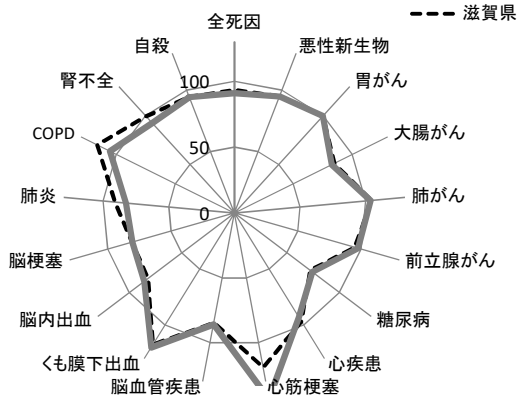 滋賀県
全死因
悪性新生物
胃がん
大腸がん
肺がん
前立腺がん
糖尿病
心疾患
心筋梗塞
脳血管疾患
くも膜下出血
脳内出血
脳梗塞
肺炎
COPD
腎不全
自殺
100
50
0